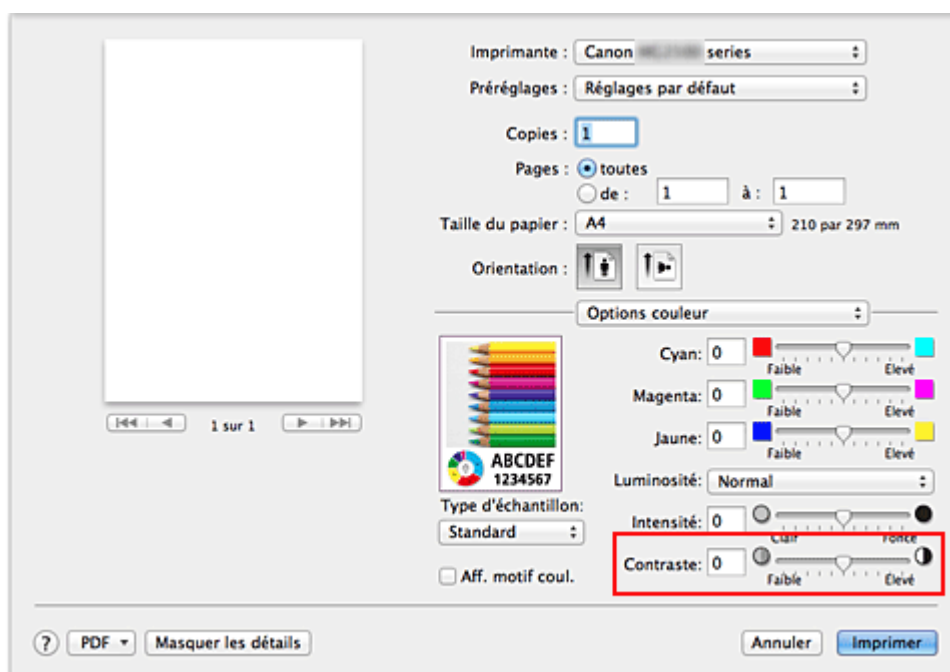 Imprimante : Canon series
Préréglages : Réglages par défaut
Copies : 1
Pages : toutes
de : 1 à : 1
Taille du papier : A4 210 par 297 mm
Orientation :
Options couleur
Cyan: 0
Faible Elevé
Magenta: 0
Faible Elevé
Jaune: 0
Faible Elevé
1 sur 1
ABCDEF
1234567
Luminosité: Normal
Type d'échantillon:
Standard
Intensité: 0
Clair Foncé
Contraste: 0
Faible Elevé
Aff. motif coul.
? PDF Masquer les détails Annuler Imprimer